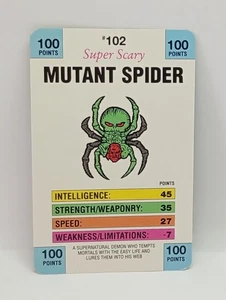 100 POINTS
#102
100 POINTS
Super Scary
MUTANT SPIDER
POINTS
INTELLIGENCE: 45
STRENGTH/WEAPONRY: 35
SPEED: 27
WEAKNESS/LIMITATIONS: -7
100 POINTS
A SUPERNATURAL DEMON WHO TEMPTS
MORTALS WITH THE EASY LIFE AND
LURES THEM INTO HIS WEB
100 POINTS